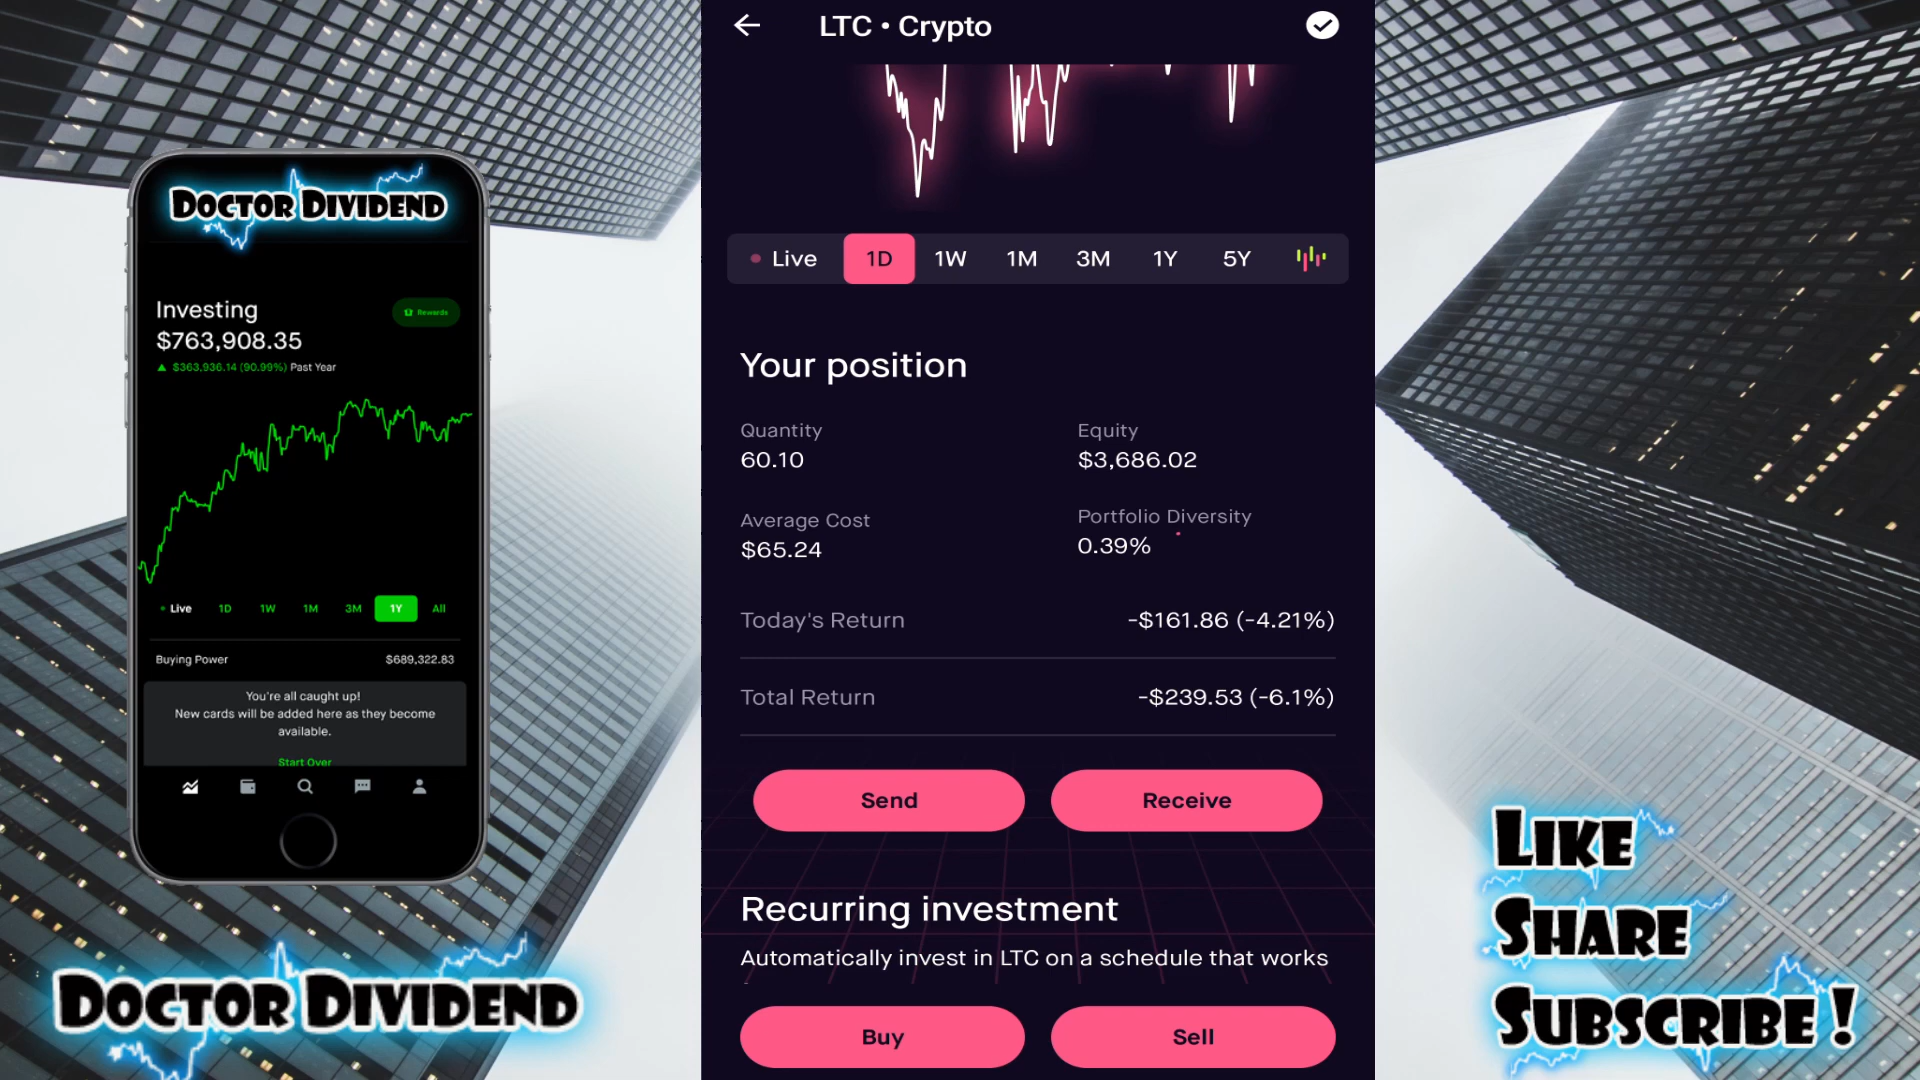 DOCTOR DIVIDEND
Investing
$763,908.35
Rewards
$363,936.14 (90.99%) Past Year
Live 1D 1W 1M 3M 1Y All
Buying Power $689,322.83
You're all caught up!
New cards will be added here as they become
available.
Start Over
DOCTOR DIVIDEND
LTC • Crypto
Live 1D 1W 1M 3M 1Y 5Y
Your position
Quantity
60.10
Equity
$3,686.02
Average Cost
$65.24
Portfolio Diversity
0.39%
Today's Return -$161.86 (-4.21%)
Total Return -$239.53 (-6.1%)
Send Receive
Recurring investment
Automatically invest in LTC on a schedule that works
Buy Sell
LIKE
SHARE
SUBSCRIBE !